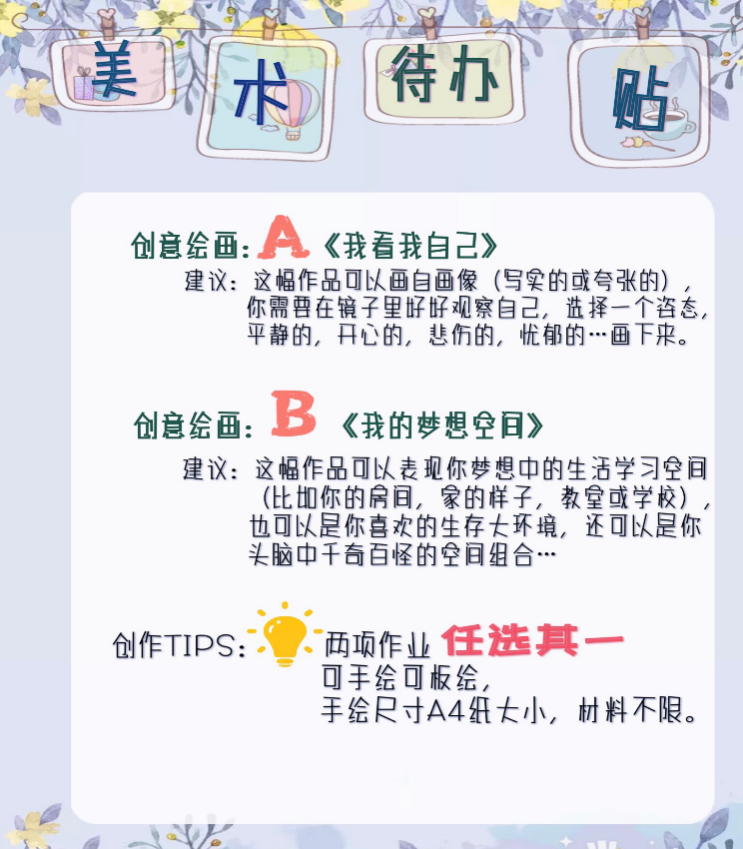 美术待办贴
创意绘画：A《我看我自己》
建议：这幅作品可以画自画像（写实的或夸张的），
你需要在镜子里好好观察自己，选择一个姿态，
平静的，开心的，悲伤的，忧郁的…画下来。
创意绘画：B《我的梦想空间》
建议：这幅作品可以表现你梦想中的生活学习空间
（比如你的房间，家的样子，教室或学校），
也可以是你喜欢的生存大环境，还可以是你
头脑中千奇百怪的空间组合…
创作TIPS：两项作业 任选其一
可手绘可板绘，
手绘尺寸A4纸大小，材料不限。